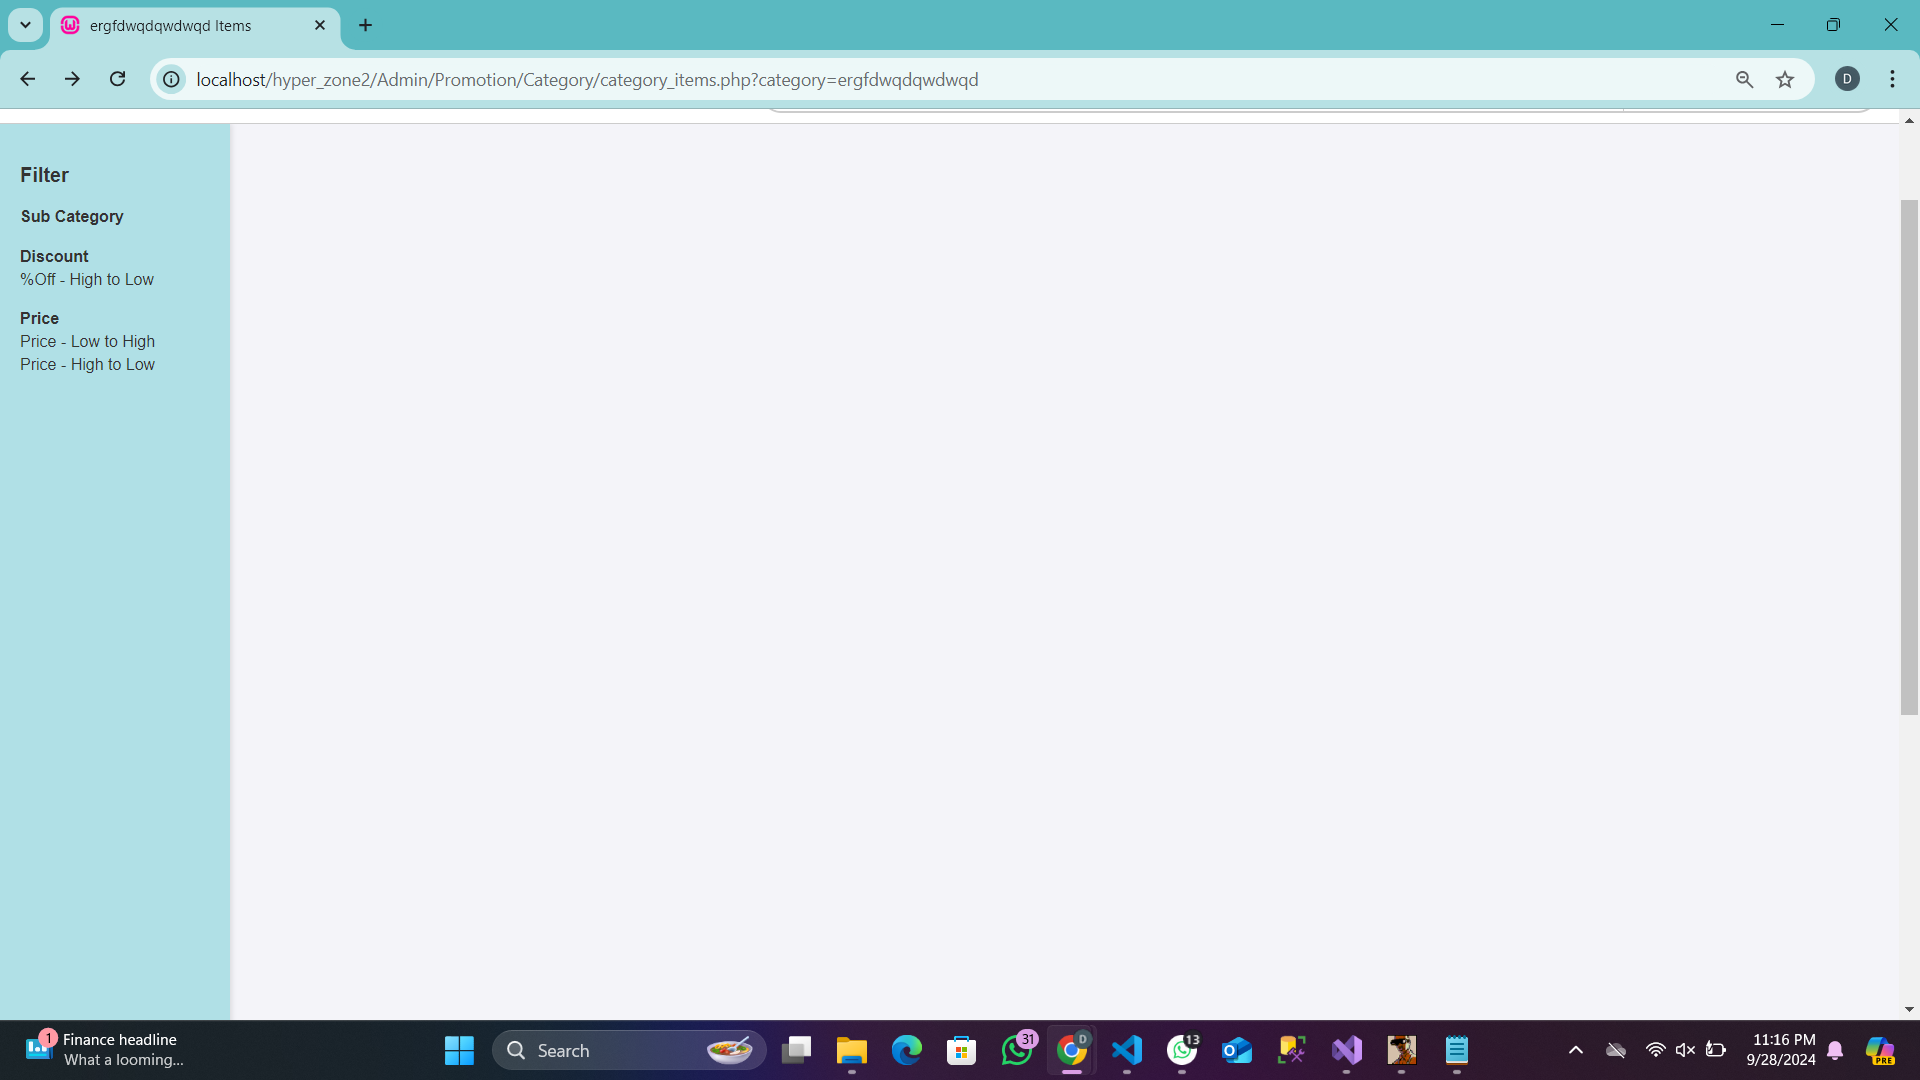 ergfdwqdqwdwqd Items
localhost/hyper_zone2/Admin/Promotion/Category/category_items.php?category=ergfdwqdqwdwqd
D
Filter
Sub Category
Discount
%Off - High to Low
Price
Price - Low to High
Price - High to Low
1
Finance headline
What a looming...
Search
31
D
13
11:16 PM
9/28/2024
PRE